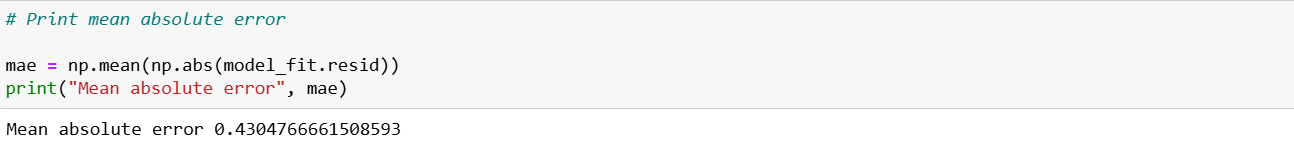 # Print mean absolute error
mae = np.mean(np.abs(model_fit.resid))
print("Mean absolute error", mae)
Mean absolute error 0.4304766661508593